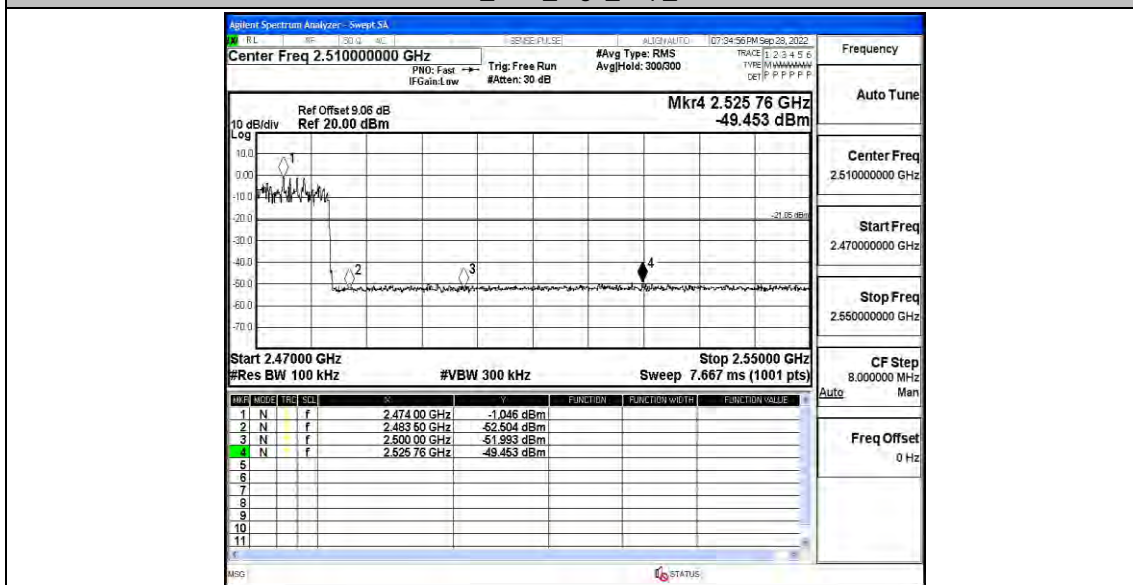 Agilent Spectrum Analyzer - Swept SA
RL RF 50 Ω AC SENSE:PULSE ALIGN AUTO 07:34:56 PM Sep 28, 2022
Center Freq 2.510000000 GHz
PNO: Fast
IFGain:Low
Trig: Free Run
#Atten: 30 dB
#Avg Type: RMS
Avg|Hold: 300/300
TRACE 1 2 3 4 5 6
TYPE M W W W W W
DET P P P P P P
Ref Offset 9.06 dB
Ref 20.00 dBm
10 dB/div
Log
Mkr4 2.525 76 GHz
-49.453 dBm
10.0
0.00
-10.0
-20.0
-30.0
-40.0
-50.0
-60.0
-70.0
1
2
3
4
-21.05 dBm
Start 2.47000 GHz
Stop 2.55000 GHz
#Res BW 100 kHz
#VBW 300 kHz
Sweep 7.667 ms (1001 pts)
MKR MODE TRC SCL X Y FUNCTION FUNCTION WIDTH FUNCTION VALUE
1 N f 2.474 00 GHz -1.046 dBm
2 N f 2.483 50 GHz -52.504 dBm
3 N f 2.500 00 GHz -51.993 dBm
4 N f 2.525 76 GHz -49.453 dBm
5
6
7
8
9
10
11
MSG
STATUS
Frequency
Auto Tune
Center Freq
2.510000000 GHz
Start Freq
2.470000000 GHz
Stop Freq
2.550000000 GHz
CF Step
8.000000 MHz
Auto Man
Freq Offset
0 Hz